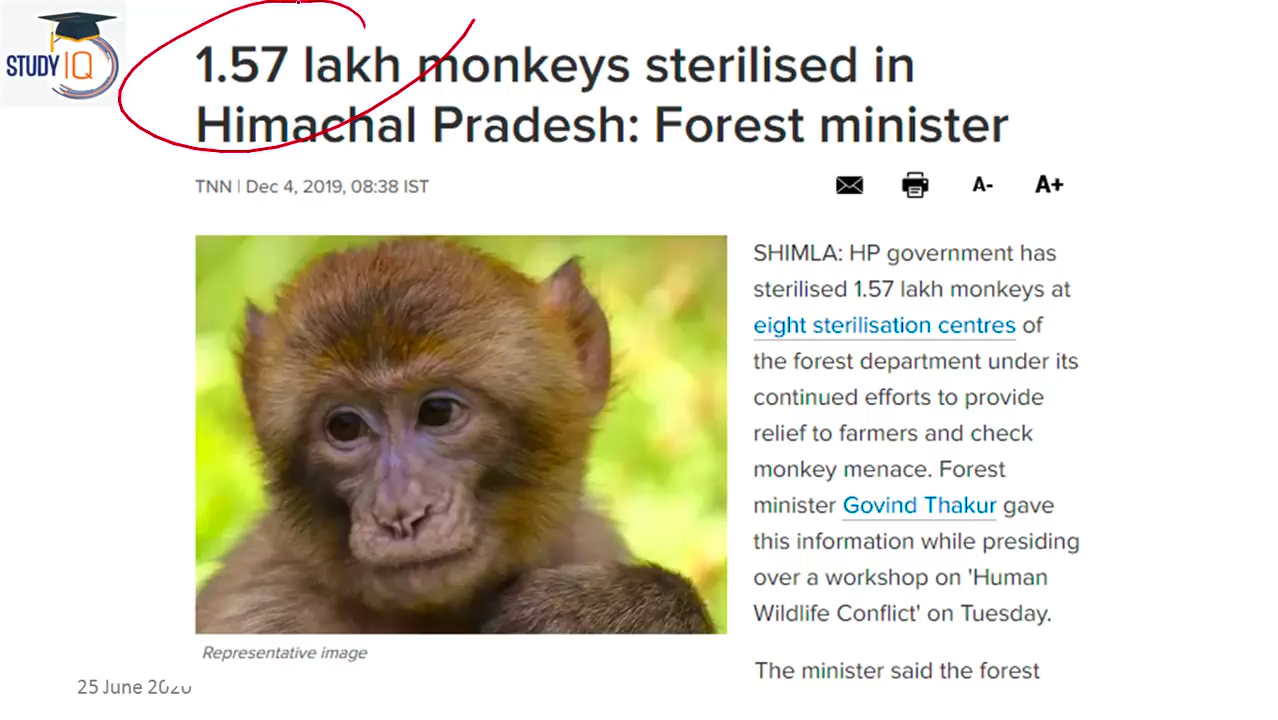 STUDY IQ
1.57 lakh monkeys sterilised in
Himachal Pradesh: Forest minister
TNN | Dec 4, 2019, 08:38 IST
A-
A+
SHIMLA: HP government has
sterilised 1.57 lakh monkeys at
eight sterilisation centres of
the forest department under its
continued efforts to provide
relief to farmers and check
monkey menace. Forest
minister Govind Thakur gave
this information while presiding
over a workshop on 'Human
Wildlife Conflict' on Tuesday.
Representative image
The minister said the forest
25 June 2020